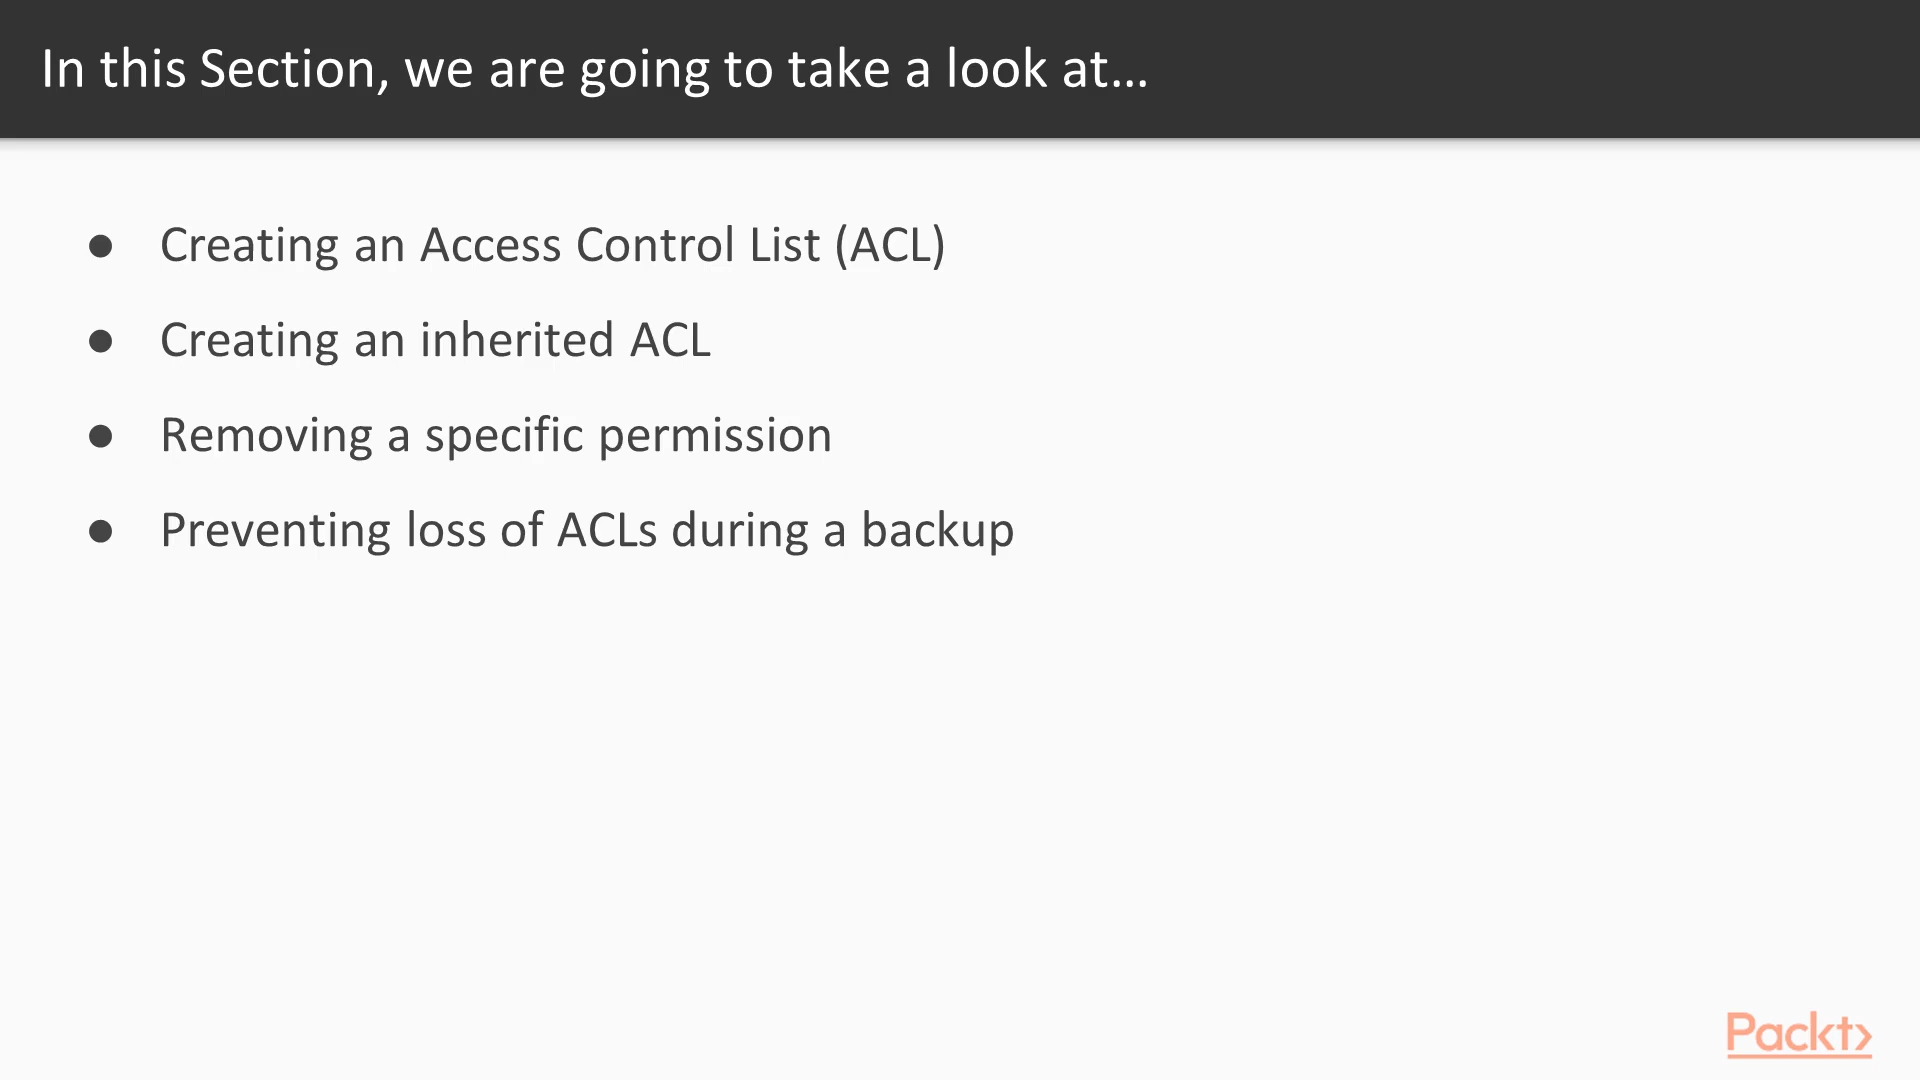 In this Section, we are going to take a look at…
● Creating an Access Control List (ACL)
● Creating an inherited ACL
● Removing a specific permission
● Preventing loss of ACLs during a backup
Packt>